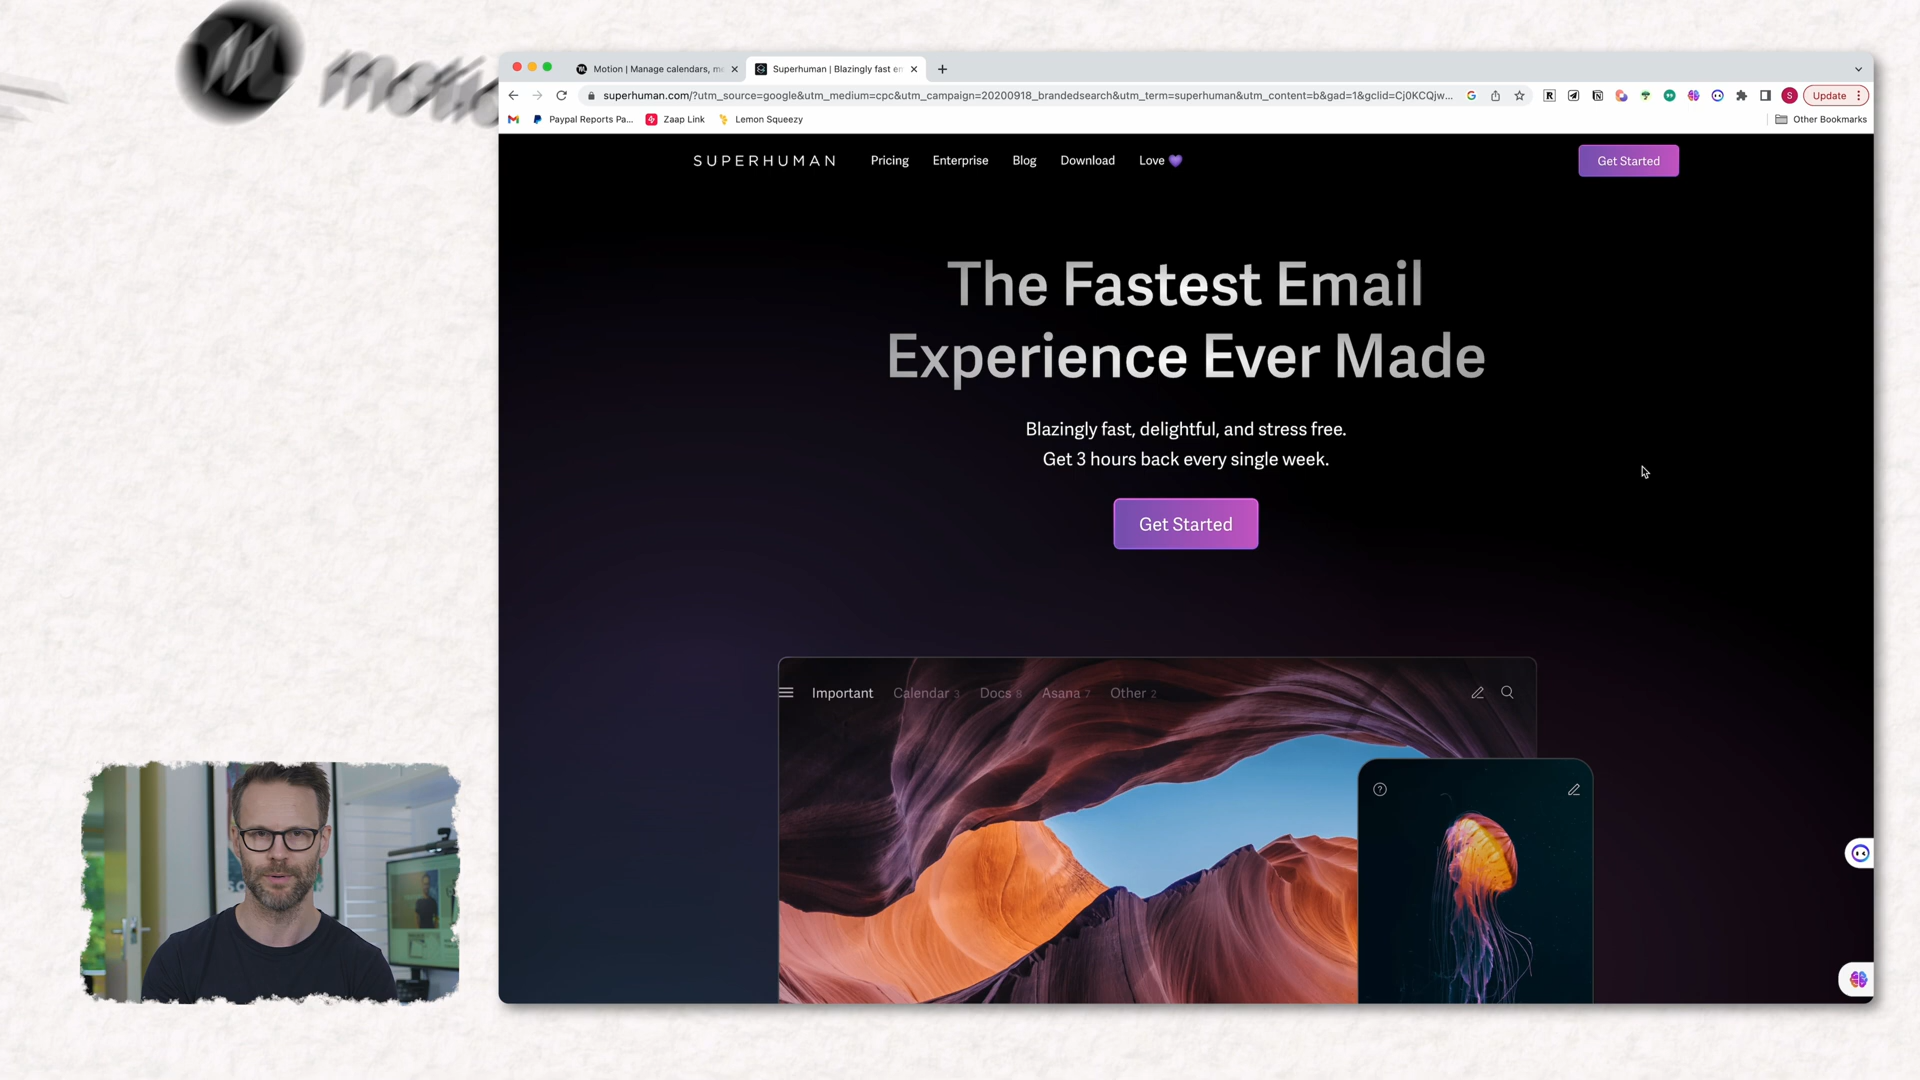 motio
Motion | Manage calendars, me
Superhuman | Blazingly fast em
superhuman.com/?utm_source=google&utm_medium=cpc&utm_campaign=20200918_brandedsearch&utm_term=superhuman&utm_content=b&gad=1&gclid=Cj0KCQjw...
Update
Paypal Reports Pa...
Zaap Link
Lemon Squeezy
Other Bookmarks
SUPERHUMAN
Pricing
Enterprise
Blog
Download
Love 💜
Get Started
The Fastest Email
Experience Ever Made
Blazingly fast, delightful, and stress free.
Get 3 hours back every single week.
Get Started
Important
Calendar 3
Docs 8
Asana 7
Other 2